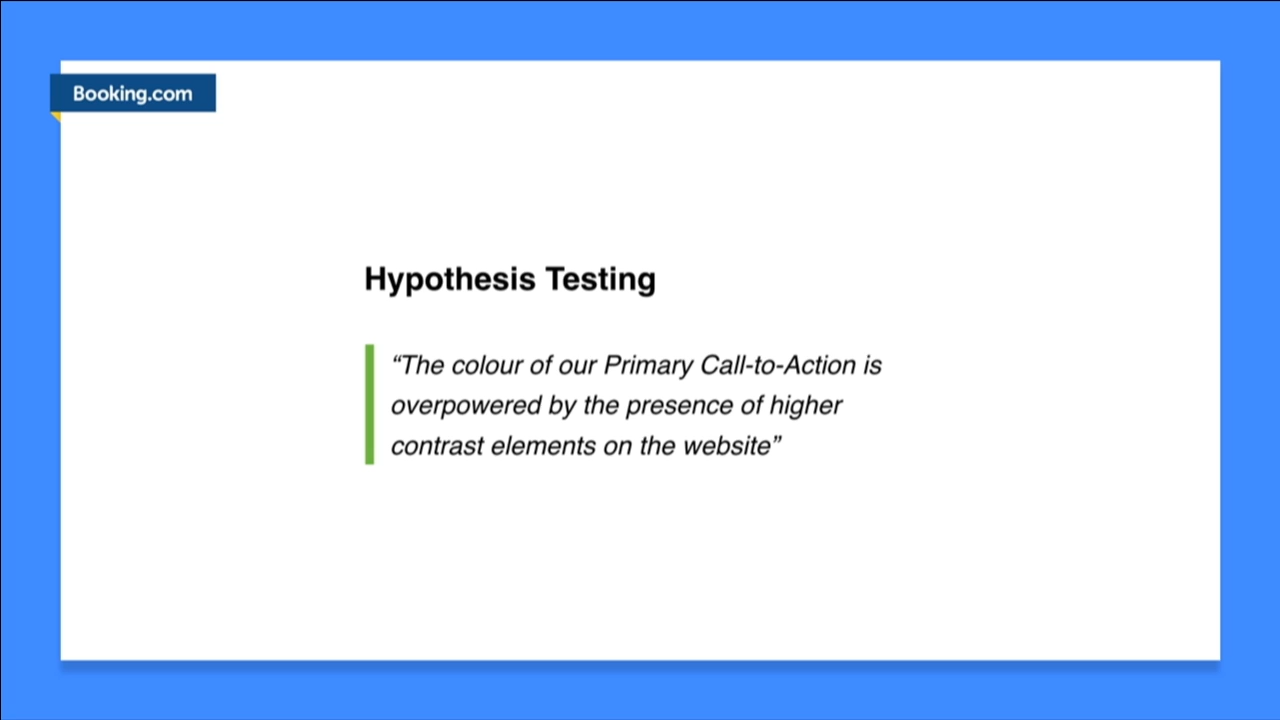 Booking.com
Hypothesis Testing
“The colour of our Primary Call-to-Action is
overpowered by the presence of higher
contrast elements on the website”